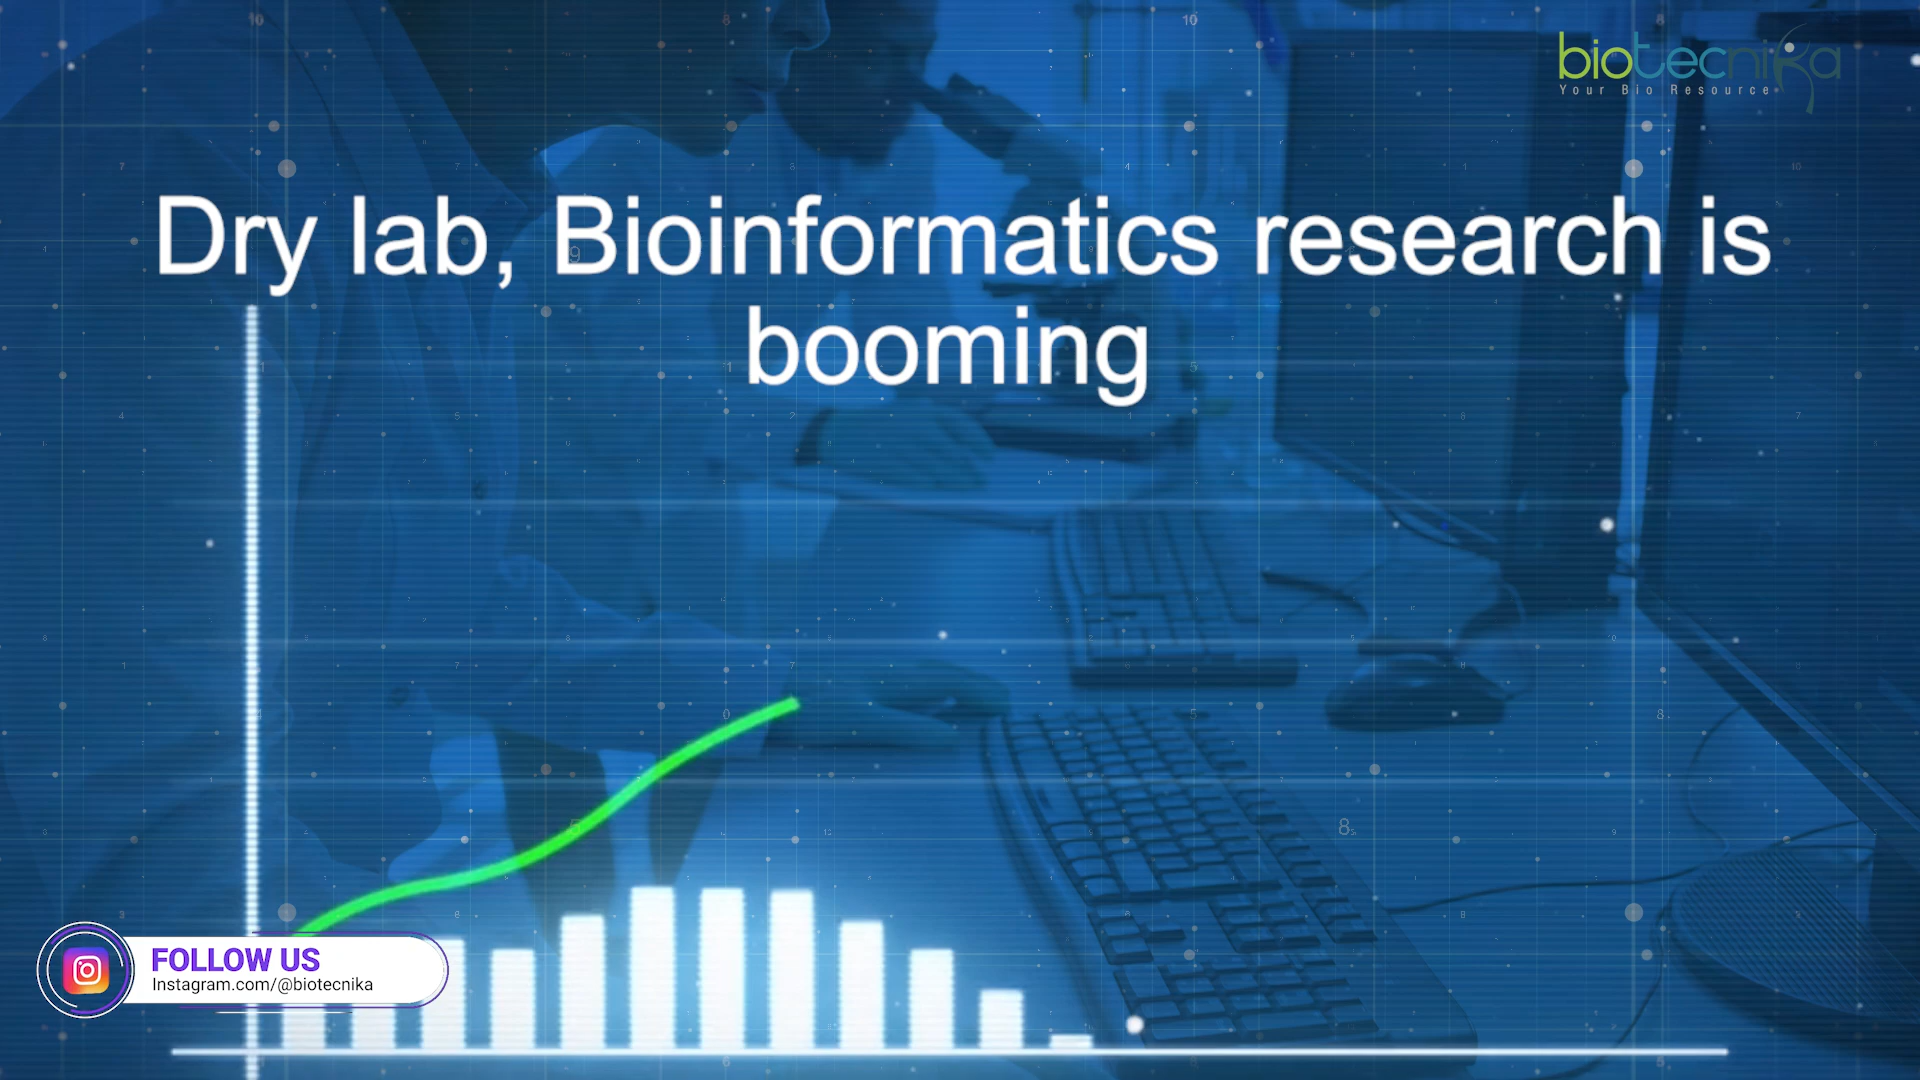 biotecnika
Your Bio Resource
Dry lab, Bioinformatics research is
booming
FOLLOW US
Instagram.com/@biotecnika